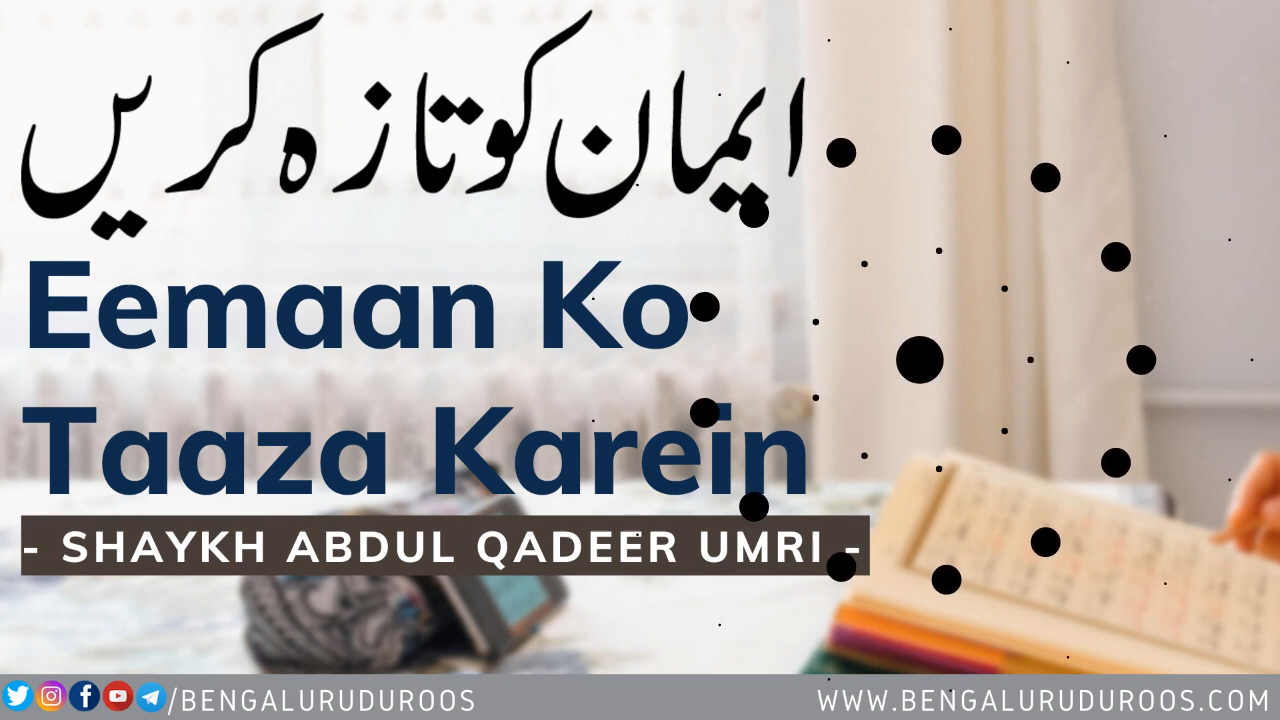 ایمان کو تازہ کریں
Eemaan Ko
Taaza Karein
- SHAYKH ABDUL QADEER UMRI -
/BENGALURUDUROOS
WWW.BENGALURUDUROOS.COM